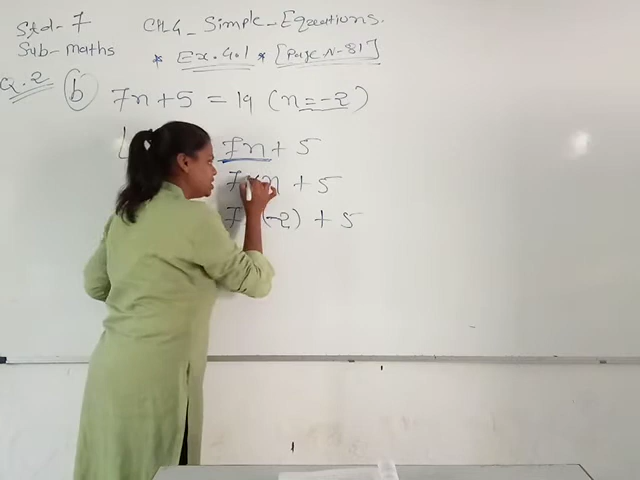 Std-7 CH.4_Simple_Equations.
Sub-Maths * Ex.4.1 * [Page N-81]
Q.2 (b) 7n + 5 = 19 (n = -2)
L 7n + 5
7×n + 5
7 (-2) + 5